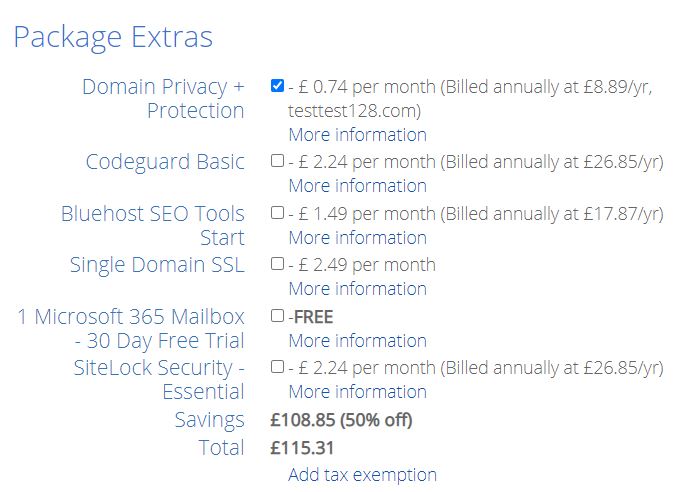 Package Extras
Domain Privacy + - £ 0.74 per month (Billed annually at £8.89/yr,
Protection testtest128.com)
More information
Codeguard Basic - £ 2.24 per month (Billed annually at £26.85/yr)
More information
Bluehost SEO Tools - £ 1.49 per month (Billed annually at £17.87/yr)
Start More information
Single Domain SSL - £ 2.49 per month
More information
1 Microsoft 365 Mailbox -FREE
- 30 Day Free Trial More information
SiteLock Security - - £ 2.24 per month (Billed annually at £26.85/yr)
Essential More information
Savings £108.85 (50% off)
Total £115.31
Add tax exemption